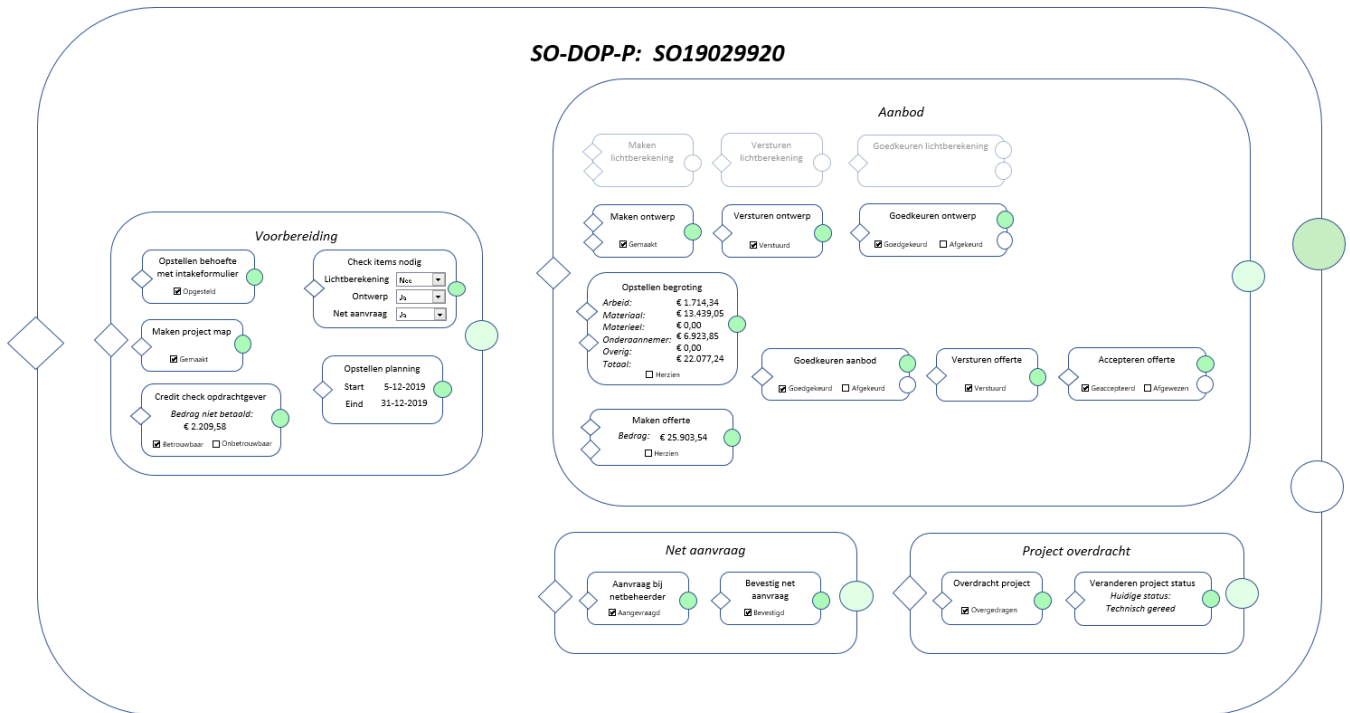 SO-DOP-P: SO19029920
Voorbereiding
Opstellen behoefte
met intakeformulier
Opgesteld
Maken project map
Gemaakt
Credit check opdrachtgever
Bedrag niet betaald:
€ 2.209,58
Betrouwbaar Onbetrouwbaar
Check items nodig
Lichtberekening Nee
Ontwerp Ja
Net aanvraag Ja
Opstellen planning
Start 5-12-2019
Eind 31-12-2019
Aanbod
Maken
lichtberekening
Versturen
lichtberekening
Goedkeuren lichtberekening
Maken ontwerp
Gemaakt
Versturen ontwerp
Verstuurd
Goedkeuren ontwerp
Goedgekeurd Afgekeurd
Opstellen begroting
Arbeid: € 1.714,34
Materiaal: € 13.439,05
Materieel: € 0,00
Onderaannemer: € 6.923,85
Overig: € 0,00
Totaal: € 22.077,24
Herzien
Goedkeuren aanbod
Goedgekeurd Afgekeurd
Versturen offerte
Verstuurd
Accepteren offerte
Geaccepteerd Afgewezen
Maken offerte
Bedrag: € 25.903,54
Herzien
Net aanvraag
Aanvraag bij
netbeheerder
Aangevraagd
Bevestig net
aanvraag
Bevestigd
Project overdracht
Overdracht project
Overgedragen
Veranderen project status
Huidige status:
Technisch gereed